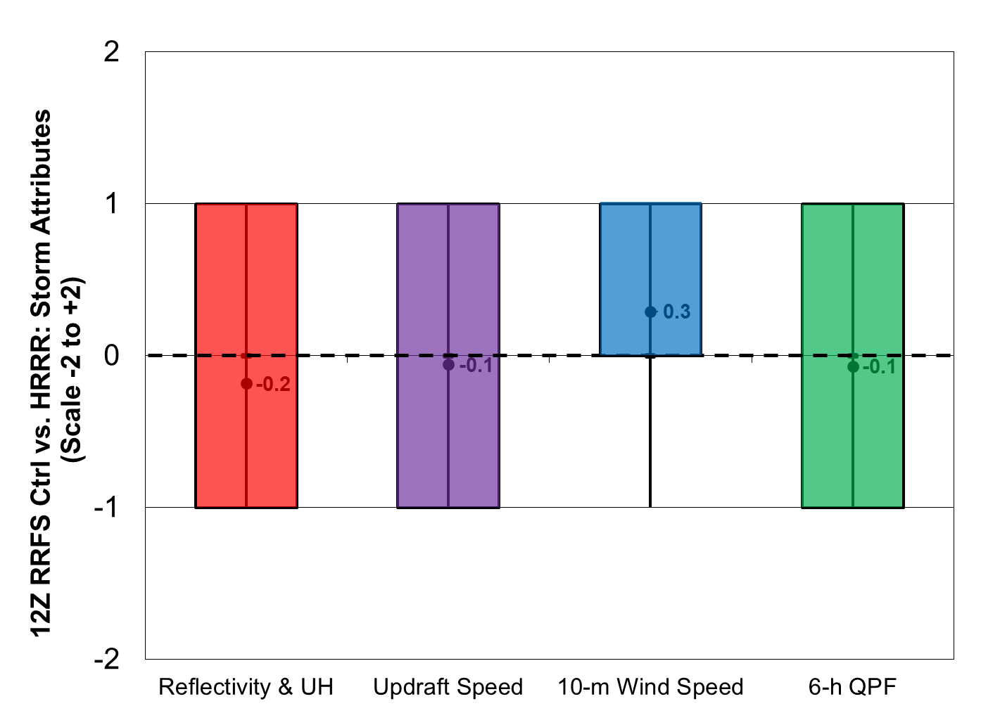 12Z RRFS Ctrl vs. HRRR: Storm Attributes
(Scale -2 to +2)
2
1
0
-1
-2
-0.2
-0.1
0.3
-0.1
Reflectivity & UH
Updraft Speed
10-m Wind Speed
6-h QPF